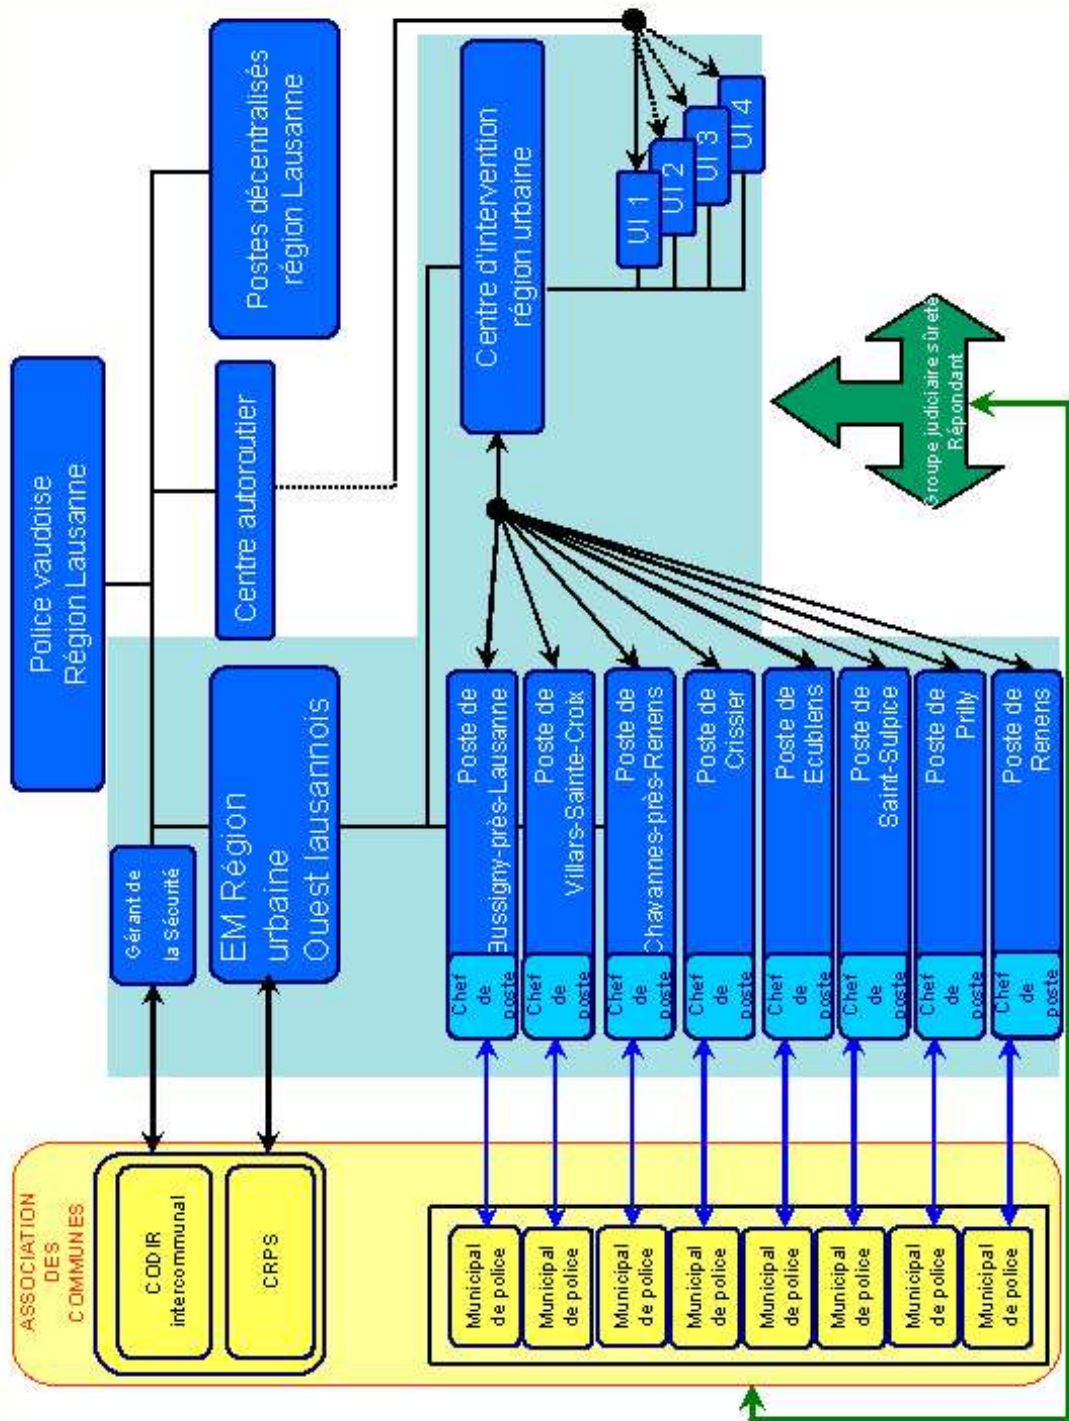 ASSOCIATION
DES
COMMUNES
CODIR
intercommunal
CRPS
Gérant de
la Sécurité
Police vaudoise
Région Lausanne
EM Région
urbaine
Ouest lausannois
Centre autoroutier
Postes décentralisés
région Lausanne
Centre d'intervention
région urbaine
UI 1
UI 2
UI 3
UI 4
Municipal
de police
Chef
de
poste
Poste de
Bussigny-près-Lausanne
Municipal
de police
Chef
de
poste
Poste de
Villars-Sainte-Croix
Municipal
de police
Chef
de
poste
Poste de
Chavannes-près-Renens
Municipal
de police
Chef
de
poste
Poste de
Crissier
Municipal
de police
Chef
de
poste
Poste de
Ecublens
Municipal
de police
Chef
de
poste
Poste de
Saint-Sulpice
Municipal
de police
Chef
de
poste
Poste de
Prilly
Municipal
de police
Chef
de
poste
Poste de
Renens
Groupe judiciaire sûreté
Répondant